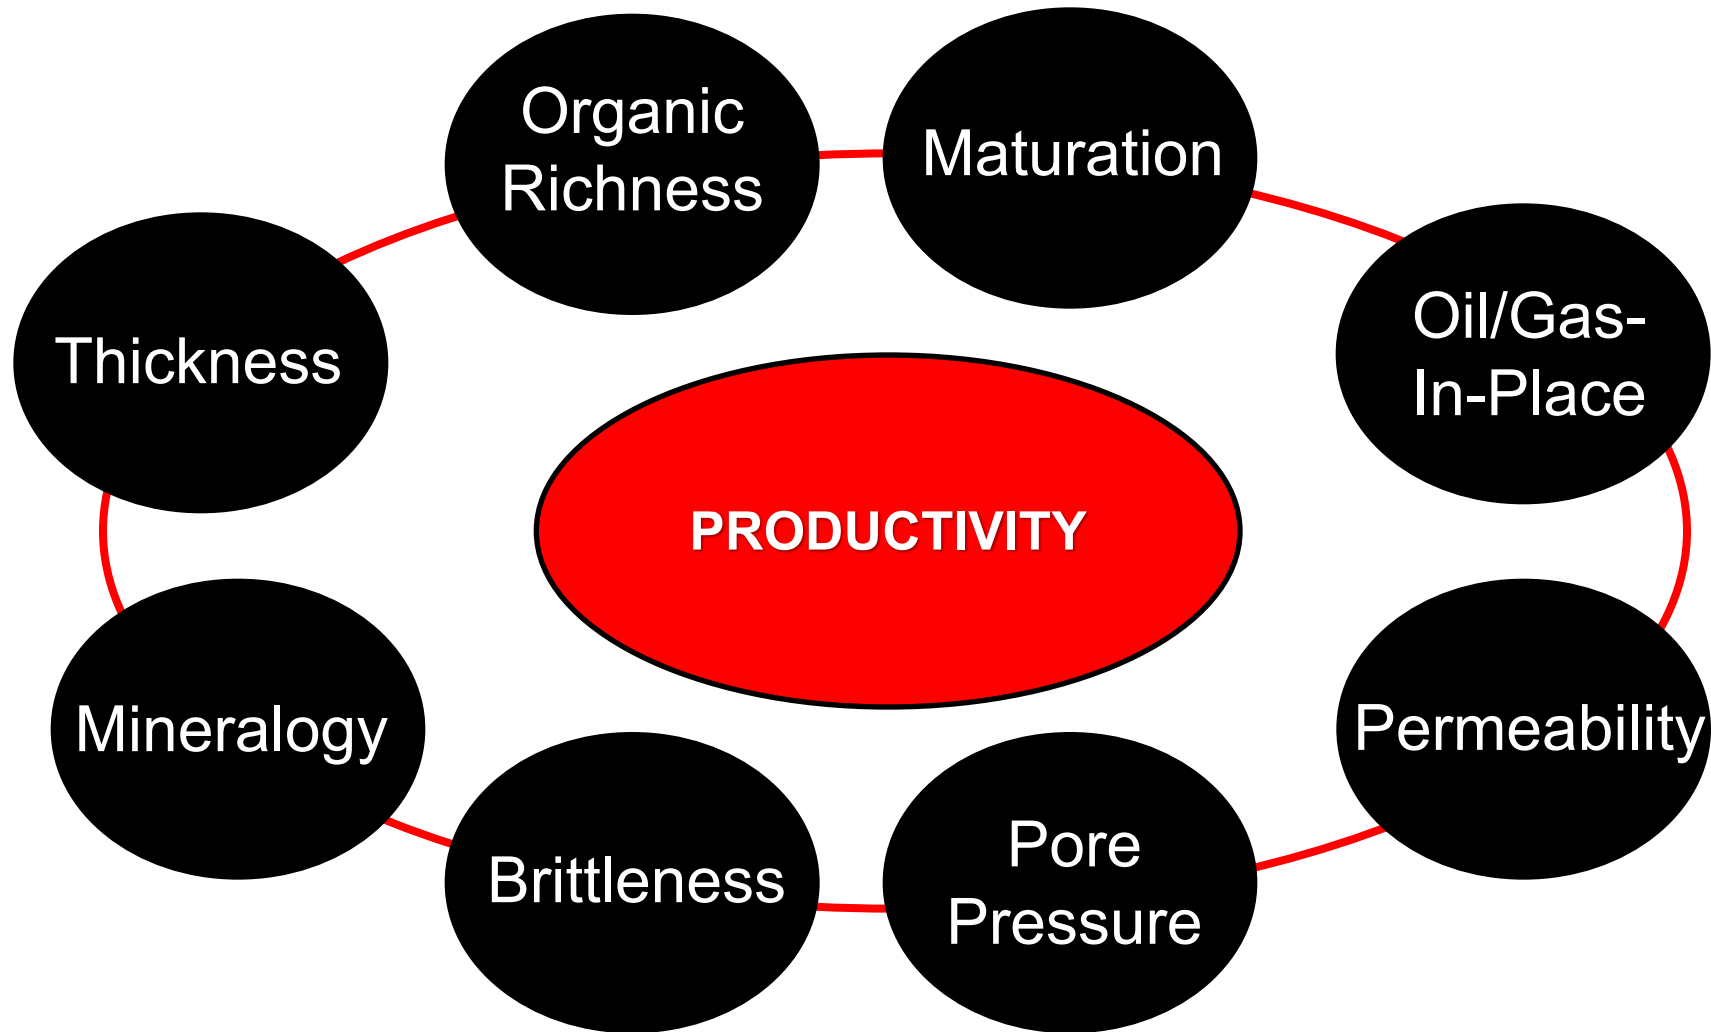 Organic
Richness
Maturation
Oil/Gas-
In-Place
Thickness
PRODUCTIVITY
Mineralogy
Permeability
Brittleness
Pore
Pressure